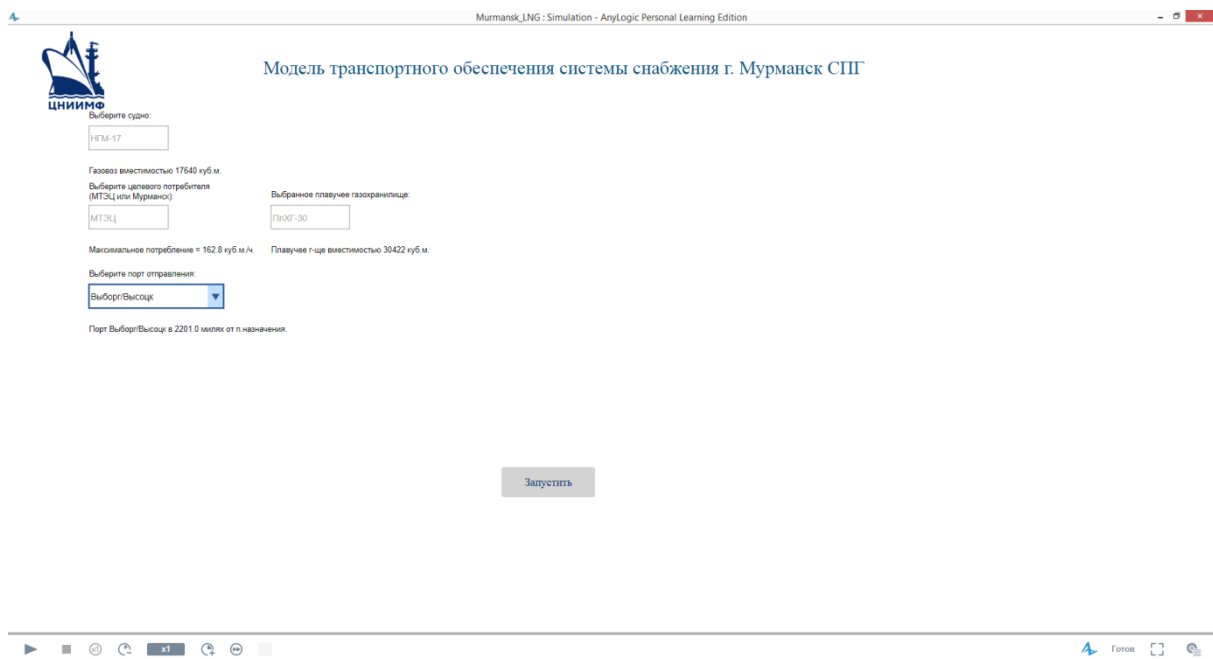 Murmansk_LNG : Simulation - AnyLogic Personal Learning Edition
ЦНИИМФ
Модель транспортного обеспечения системы снабжения г. Мурманск СПГ
Выберите судно:
НГМ-17
Газовоз вместимостью 17640 куб.м.
Выберите целевого потребителя
(МТЭЦ или Мурманск):
Выбранное плавучее газохранилище:
МТЭЦ
ПлХГ-30
Максимальное потребление = 162.8 куб.м./ч.
Плавучее г-ще вместимостью 30422 куб.м.
Выберите порт отправления:
Выборг/Высоцк
Порт Выборг/Высоцк в 2201.0 милях от п.назначения.
Запустить
x1
x1
Готов